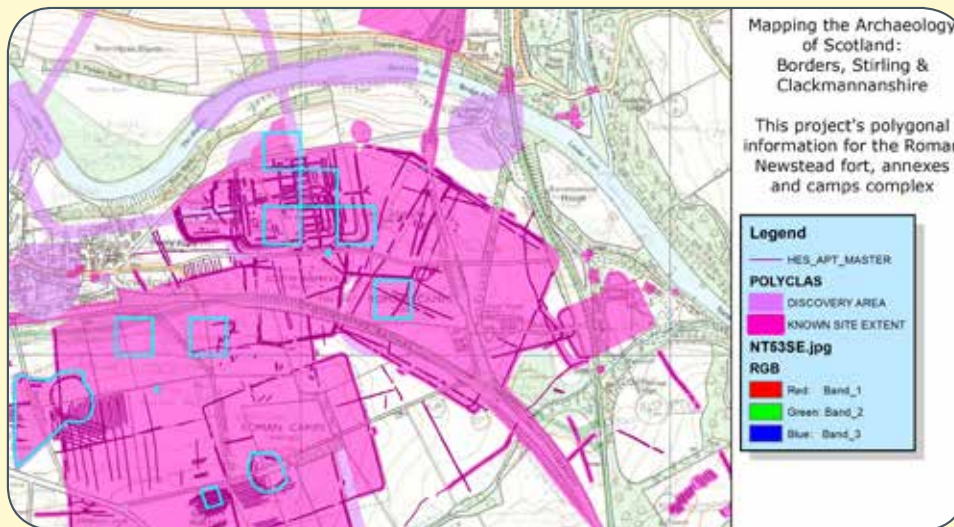 Mapping the Archaeology
of Scotland:
Borders, Stirling &
Clackmannanshire
This project's polygonal
information for the Roman
Newstead fort, annexes
and camps complex
Legend
HES_APT_MASTER
POLYCLAS
DISCOVERY AREA
KNOWN SITE EXTENT
NT53SE.jpg
RGB
Red: Band_1
Green: Band_2
Blue: Band_3
ROMAN CAMPS